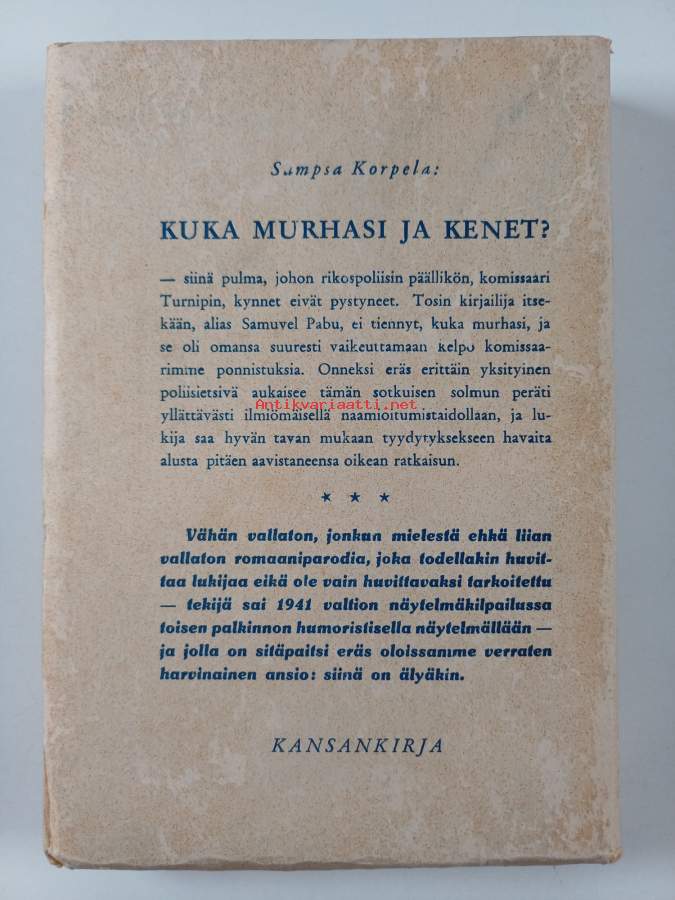 Sampsa Korpela:
KUKA MURHASI JA KENET?
— siinä pulma, johon rikospoliisin päällikön, komissaari
Turnipin, kynnet eivät pystyneet. Tosin kirjailija itse-
kään, alias Samuvel Pabu, ei tiennyt, kuka murhasi, ja
se oli omansa suuresti vaikeuttamaan kelpo komissaa-
rimme ponnistuksia. Onneksi eräs erittäin yksityinen
poliisietsivä aukaisee tämän sotkuisen solmun peräti
Antikvariaatti.net
yllättävästi ilmiömäisellä naamioitumistaidollaan, ja lu-
kija saa hyvän tavan mukaan tyydytyksekseen havaita
alusta pitäen aavistaneensa oikean ratkaisun.
★ ★ ★
Vähän vallaton, jonkun mielestä ehkä liian
vallaton romaaniparodia, joka todellakin huvit-
taa lukijaa eikä ole vain huvittavaksi tarkoitettu
— tekijä sai 1941 valtion näytelmäkilpailussa
toisen palkinnon humoristisella näytelmällään —
ja jolla on sitäpaitsi eräs oloissamme verraten
harvinainen ansio: siinä on älyäkin.
KANSANKIRJA